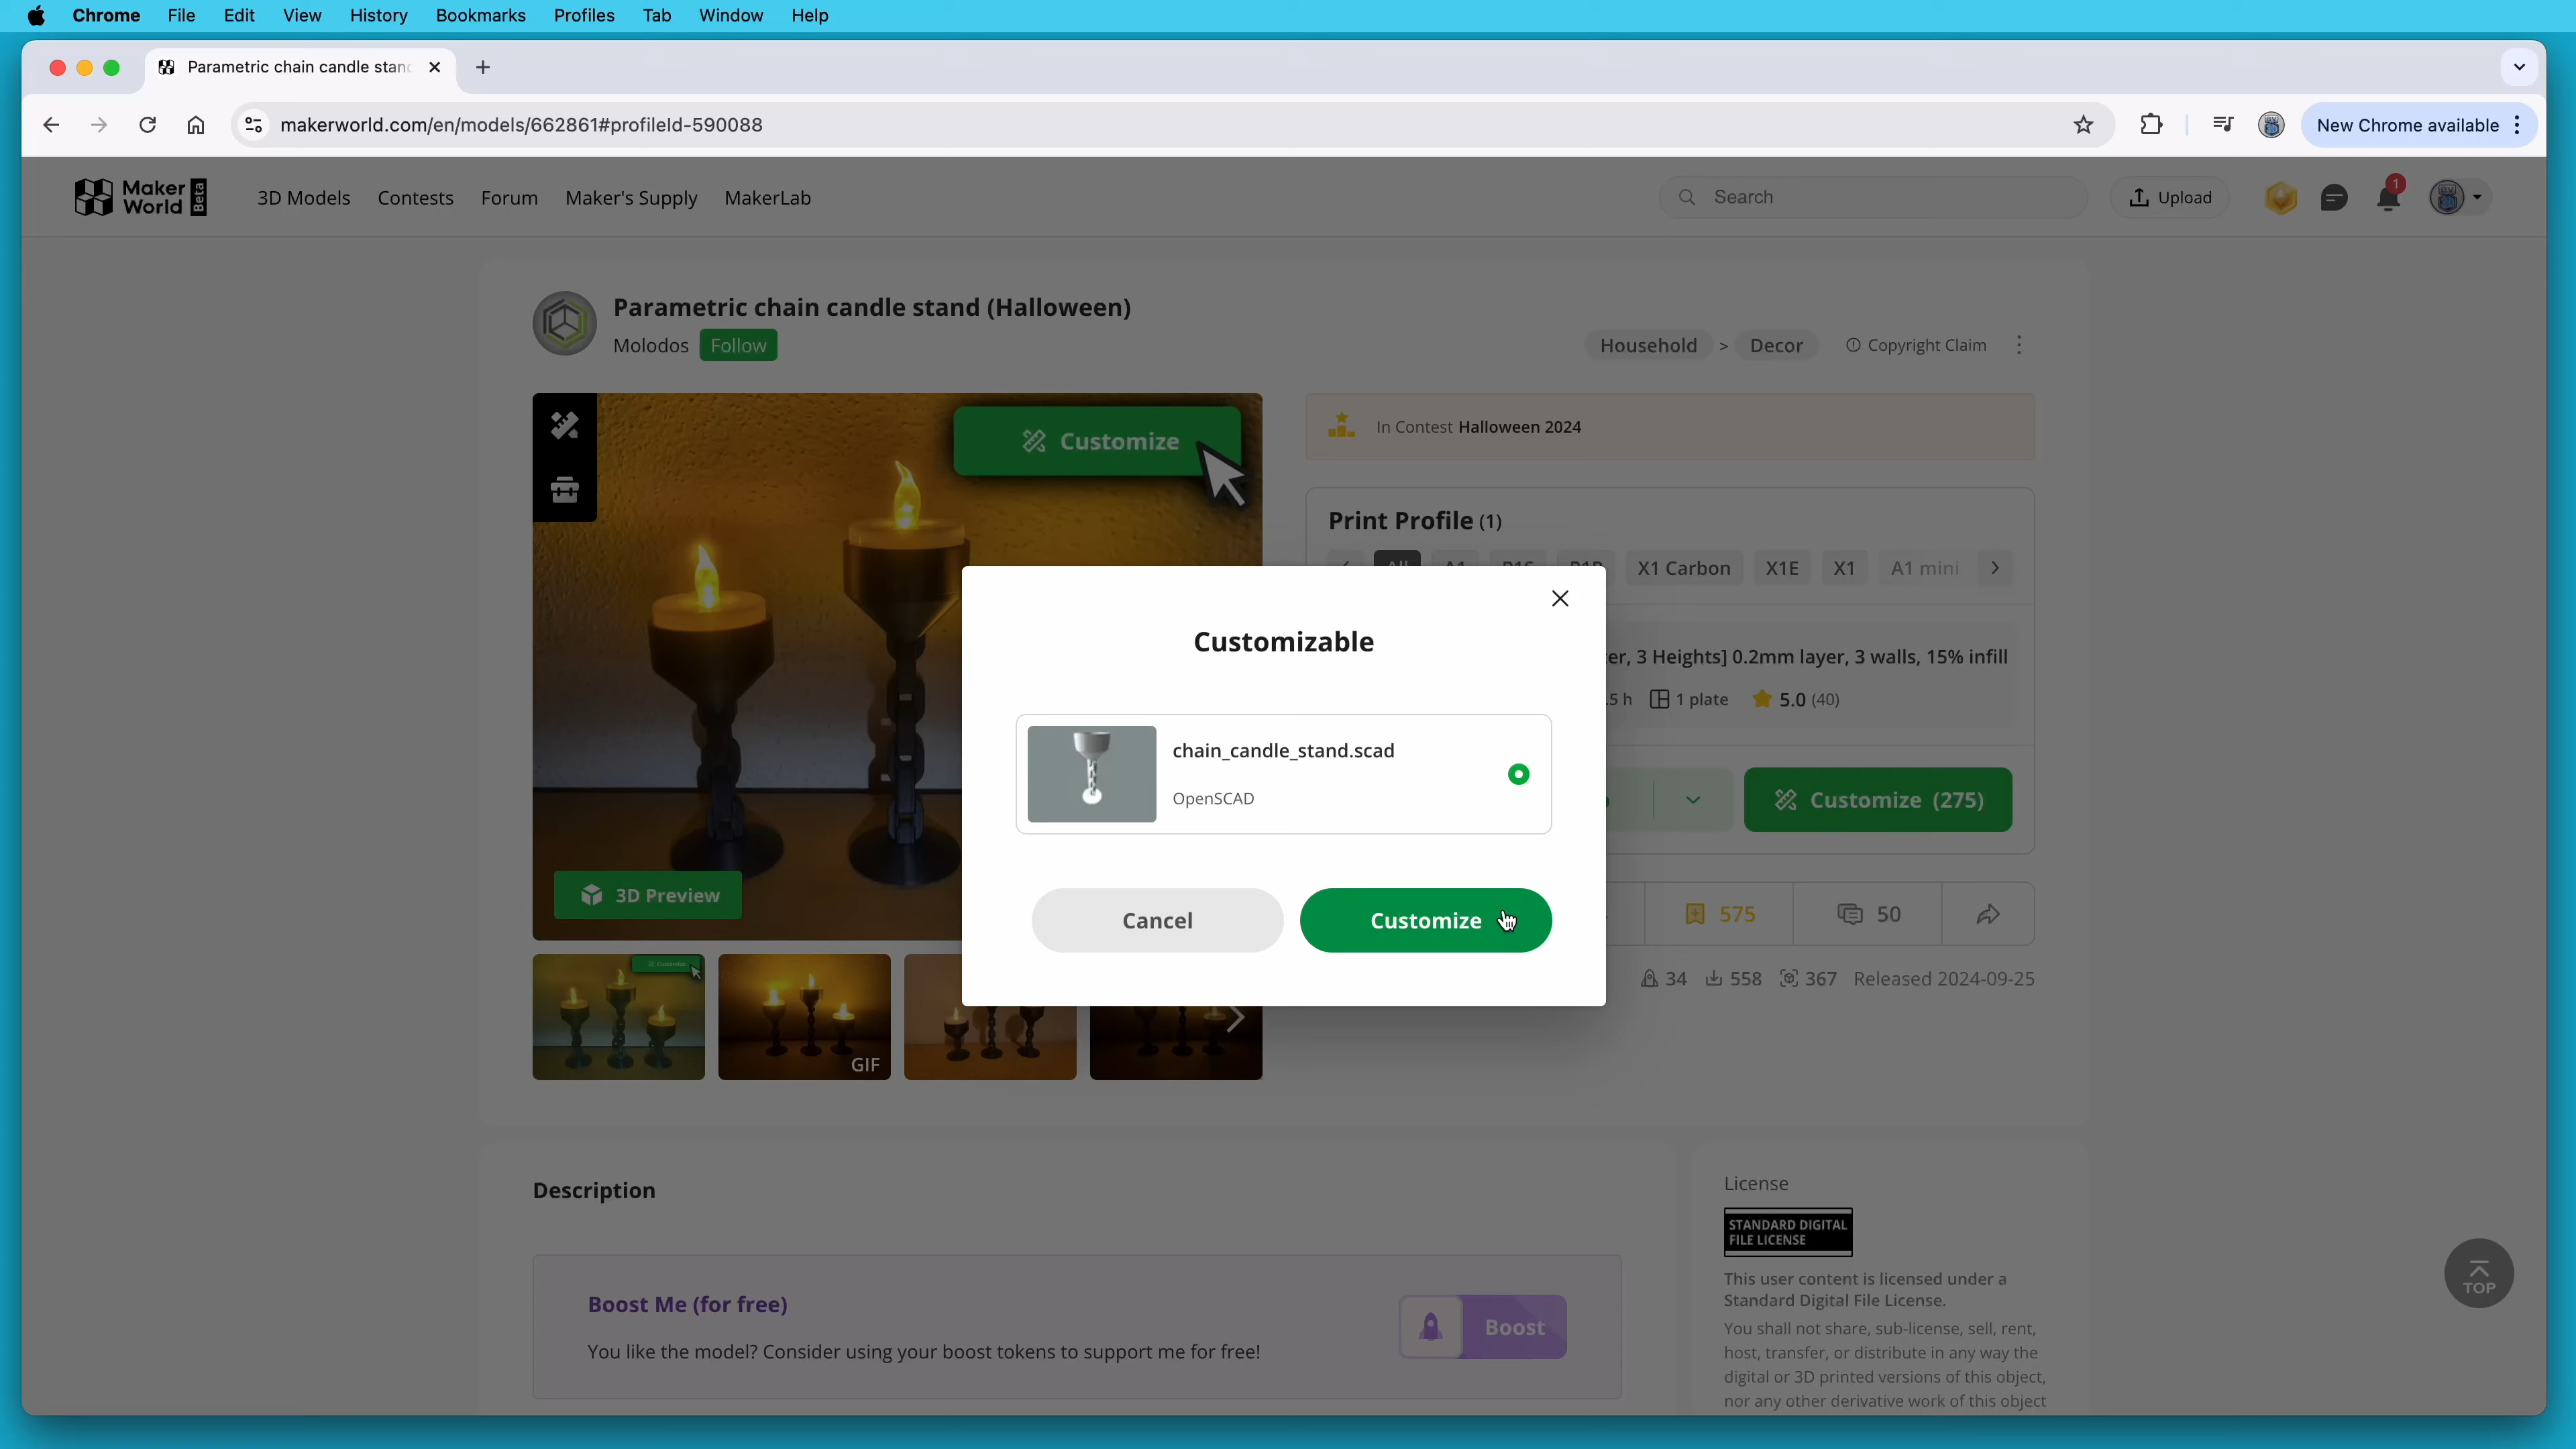 Chrome File Edit View History Bookmarks Profiles Tab Window Help
Parametric chain candle stan
makerworld.com/en/models/662861#profileId-590088
New Chrome available
Maker World Beta
3D Models Contests Forum Maker's Supply MakerLab
Search
Upload
1
Parametric chain candle stand (Halloween)
Molodos Follow
Household > Decor Copyright Claim
Customize
In Contest Halloween 2024
Print Profile (1)
All A1 P1S P1P X1 Carbon X1E X1 A1 mini
er, 3 Heights] 0.2mm layer, 3 walls, 15% infill
.5 h 1 plate 5.0 (40)
Customize (275)
Customizable
chain_candle_stand.scad
OpenSCAD
Cancel Customize
3D Preview
575 50
34 558 367 Released 2024-09-25
Customize
GIF
Description
Boost Me (for free)
You like the model? Consider using your boost tokens to support me for free!
Boost
License
STANDARD DIGITAL
FILE LICENSE
This user content is licensed under a
Standard Digital File License.
You shall not share, sub-license, sell, rent,
host, transfer, or distribute in any way the
digital or 3D printed versions of this object,
nor any other derivative work of this object
TOP